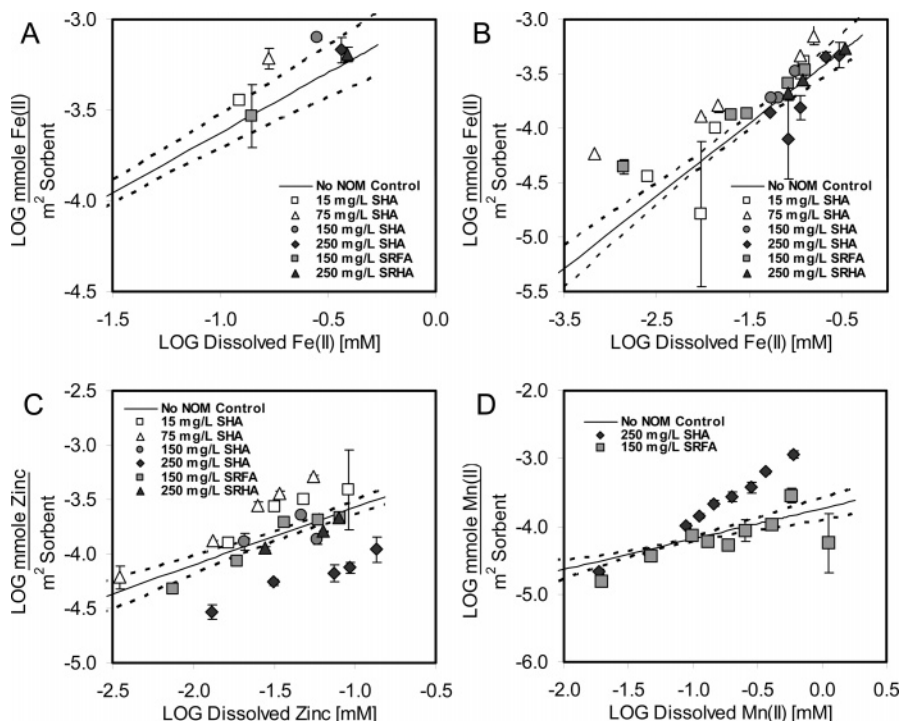 A
LOG mmole Fe(II)
m² Sorbent
-3.0
-3.5
-4.0
-4.5
No NOM Control
15 mg/L SHA
75 mg/L SHA
150 mg/L SHA
250 mg/L SHA
150 mg/L SRFA
250 mg/L SRHA
-1.5 -1.0 -0.5 0.0
LOG Dissolved Fe(II) [mM]
B
LOG mmole Fe(II)
m² Sorbent
-3.0
-3.5
-4.0
-4.5
-5.0
-5.5
No NOM Control
15 mg/L SHA
75 mg/L SHA
150 mg/L SHA
250 mg/L SHA
150 mg/L SRFA
250 mg/L SRHA
-3.5 -2.5 -1.5 -0.5
LOG Dissolved Fe(II) [mM]
C
LOG mmole Zinc
m² Sorbent
-2.5
-3.0
-3.5
-4.0
-4.5
-5.0
No NOM Control
15 mg/L SHA
75 mg/L SHA
150 mg/L SHA
250 mg/L SHA
150 mg/L SRFA
250 mg/L SRHA
-2.5 -2.0 -1.5 -1.0 -0.5
LOG Dissolved Zinc [mM]
D
LOG mmole Mn(II)
m² Sorbent
-2.0
-3.0
-4.0
-5.0
-6.0
No NOM Control
250 mg/L SHA
150 mg/L SRFA
-2.0 -1.5 -1.0 -0.5 0.0 0.5
LOG Dissolved Mn(II) [mM]